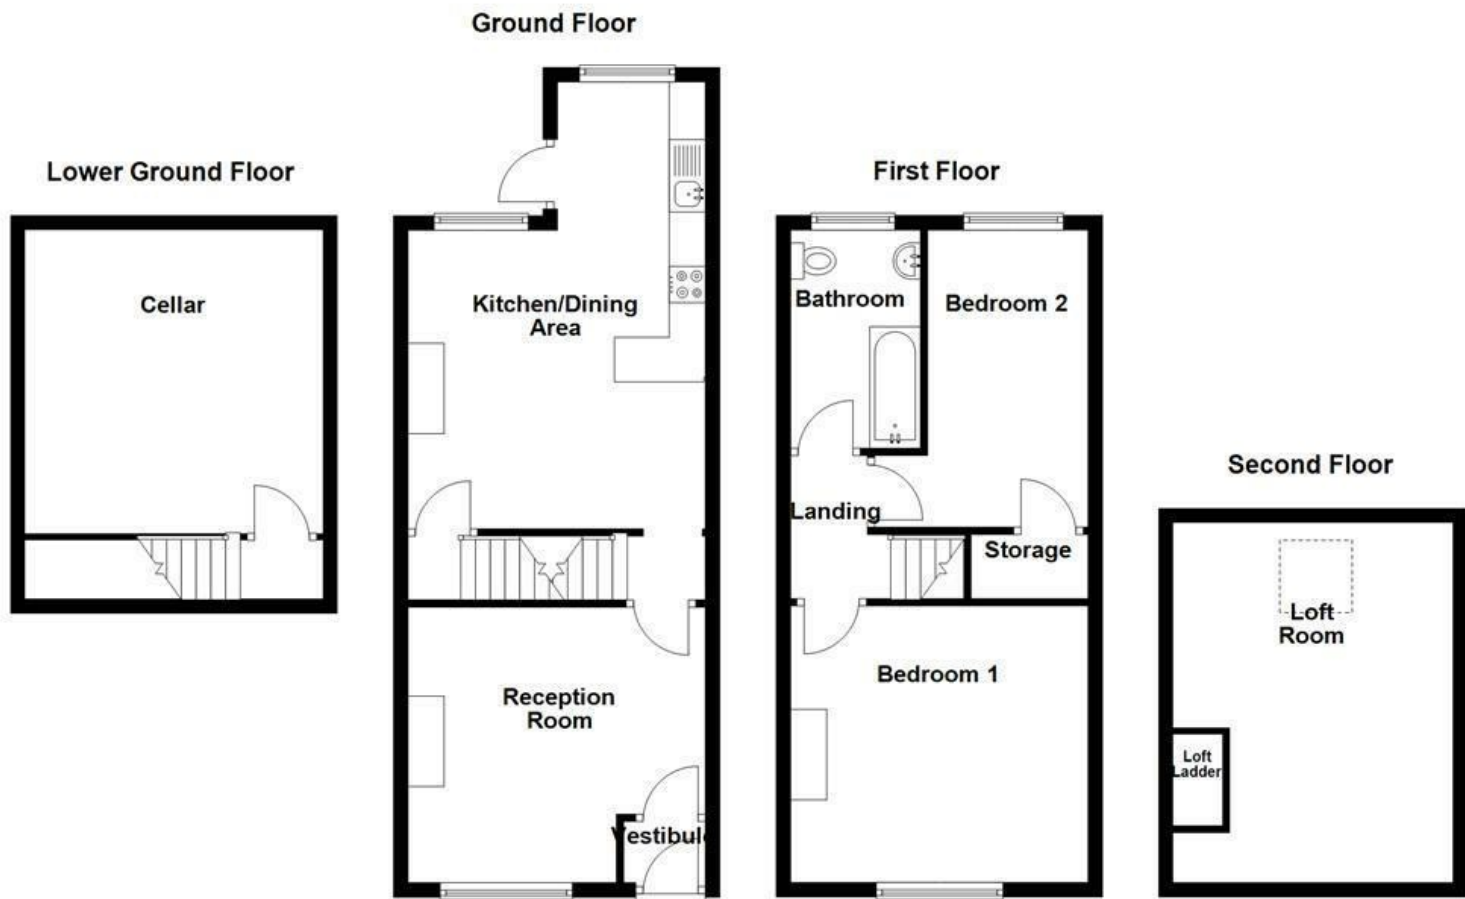 Ground Floor
Lower Ground Floor
First Floor
Cellar
Kitchen/Dining
Area
Bathroom
Bedroom 2
Second Floor
Landing
Storage
Loft
Room
Bedroom 1
Reception
Room
Loft
Ladder
Vestibule